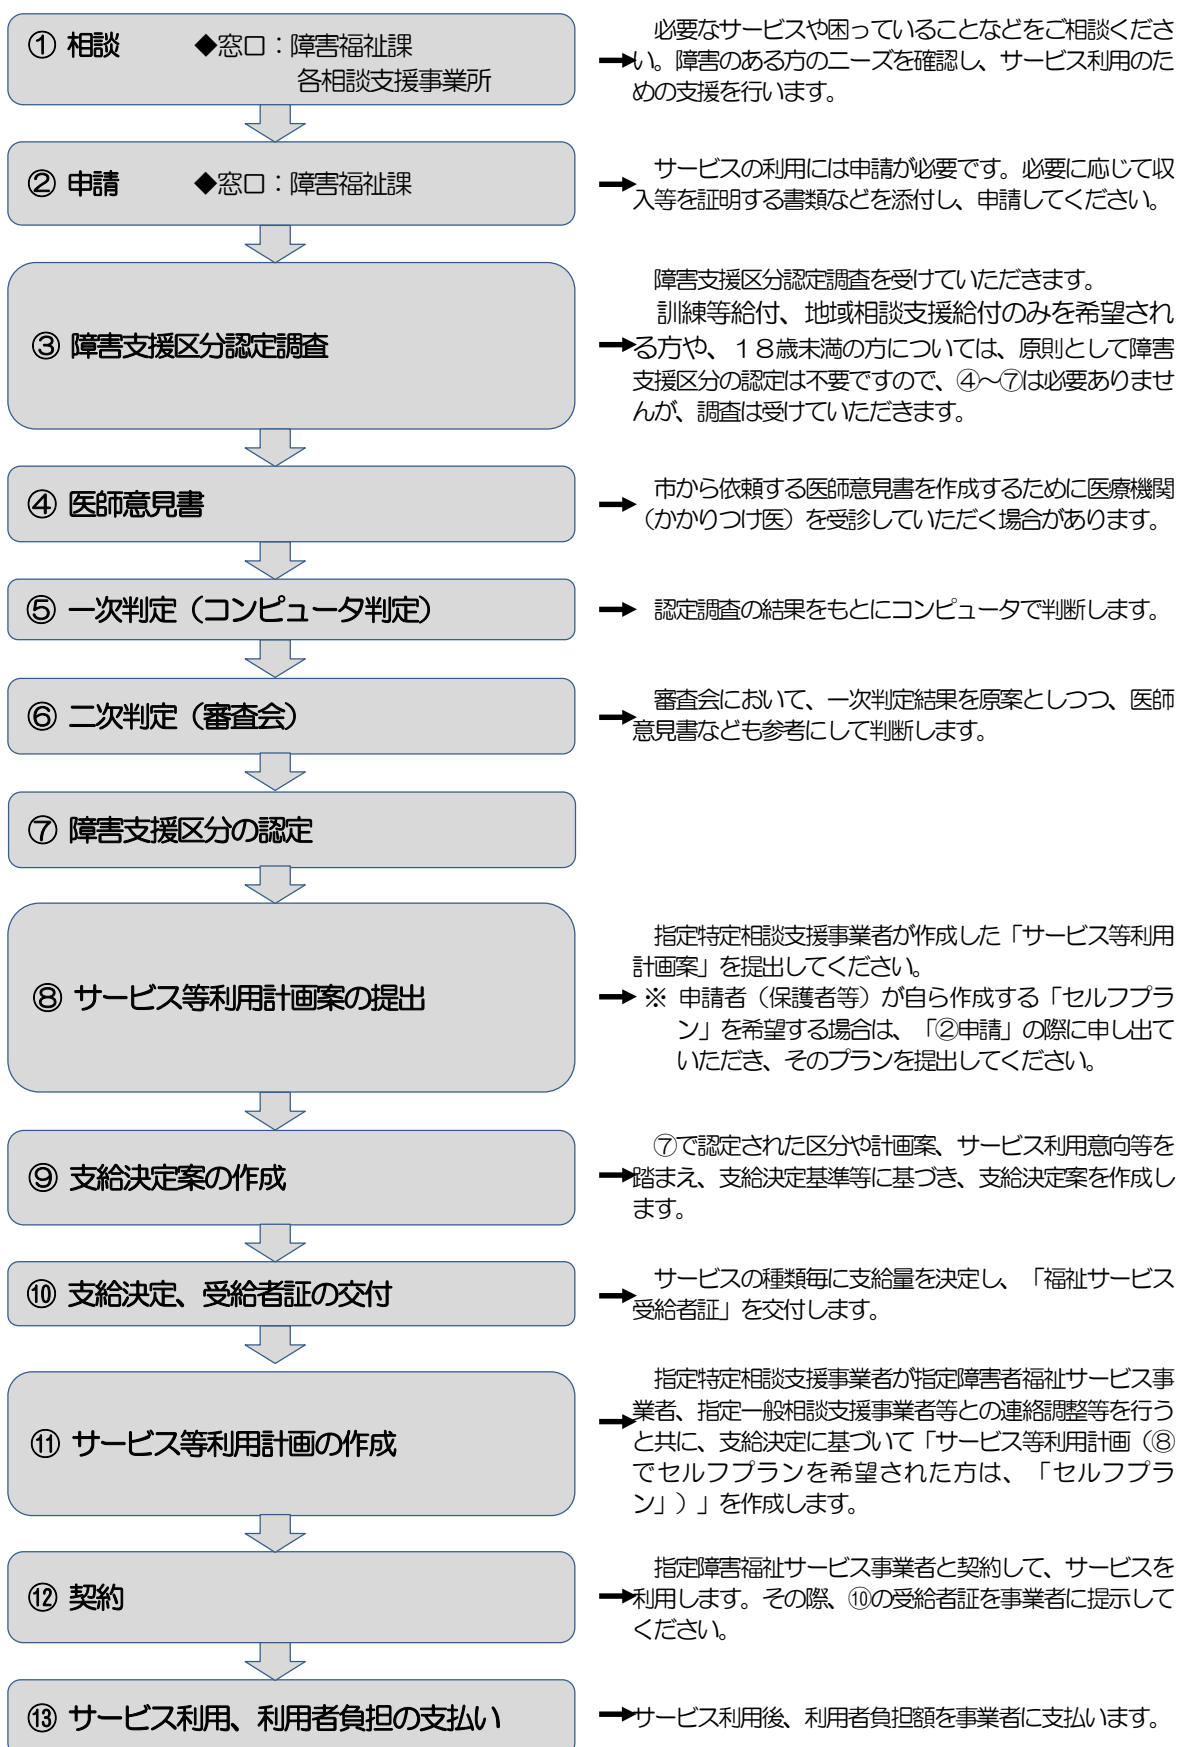 ① 相談　◆窓口：障害福祉課
各相談支援事業所
必要なサービスや困っていることなどをご相談くださ
い。障害のある方のニーズを確認し、サービス利用のた
めの支援を行います。
② 申請　◆窓口：障害福祉課
サービスの利用には申請が必要です。必要に応じて収
入等を証明する書類などを添付し、申請してください。
③ 障害支援区分認定調査
障害支援区分認定調査を受けていただきます。
訓練等給付、地域相談支援給付のみを希望され
る方や、１８歳未満の方については、原則として障害
支援区分の認定は不要ですので、④～⑦は必要ありませ
んが、調査は受けていただきます。
④ 医師意見書
市から依頼する医師意見書を作成するために医療機関
（かかりつけ医）を受診していただく場合があります。
⑤ 一次判定（コンピュータ判定）
認定調査の結果をもとにコンピュータで判断します。
⑥ 二次判定（審査会）
審査会において、一次判定結果を原案としつつ、医師
意見書なども参考にして判断します。
⑦ 障害支援区分の認定
⑧ サービス等利用計画案の提出
指定特定相談支援事業者が作成した「サービス等利用
計画案」を提出してください。
※ 申請者（保護者等）が自ら作成する「セルフプラ
ン」を希望する場合は、「②申請」の際に申し出て
いただき、そのプランを提出してください。
⑨ 支給決定案の作成
⑦で認定された区分や計画案、サービス利用意向等を
踏まえ、支給決定基準等に基づき、支給決定案を作成し
ます。
⑩ 支給決定、受給者証の交付
サービスの種類毎に支給量を決定し、「福祉サービス
受給者証」を交付します。
⑪ サービス等利用計画の作成
指定特定相談支援事業者が指定障害者福祉サービス事
業者、指定一般相談支援事業者等との連絡調整等を行う
と共に、支給決定に基づいて「サービス等利用計画（⑧
でセルフプランを希望された方は、「セルフプラ
ン」）」を作成します。
⑫ 契約
指定障害福祉サービス事業者と契約して、サービスを
利用します。その際、⑩の受給者証を事業者に提示して
ください。
⑬ サービス利用、利用者負担の支払い
サービス利用後、利用者負担額を事業者に支払います。